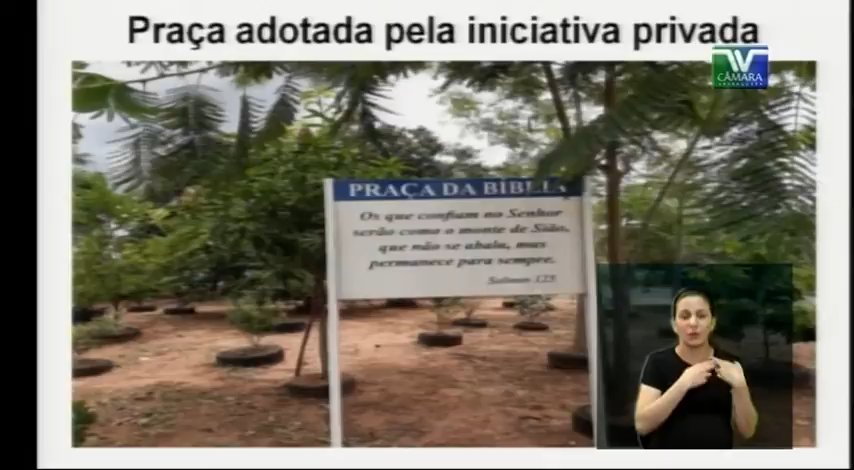 Praça adotada pela iniciativa privada
TV
CÂMARA
PRAÇA DA BÍBLIA
Os que confiam no Senhor
serão como o monte de Sião,
que não se abala, mas
permanece para sempre.
Salmos 125